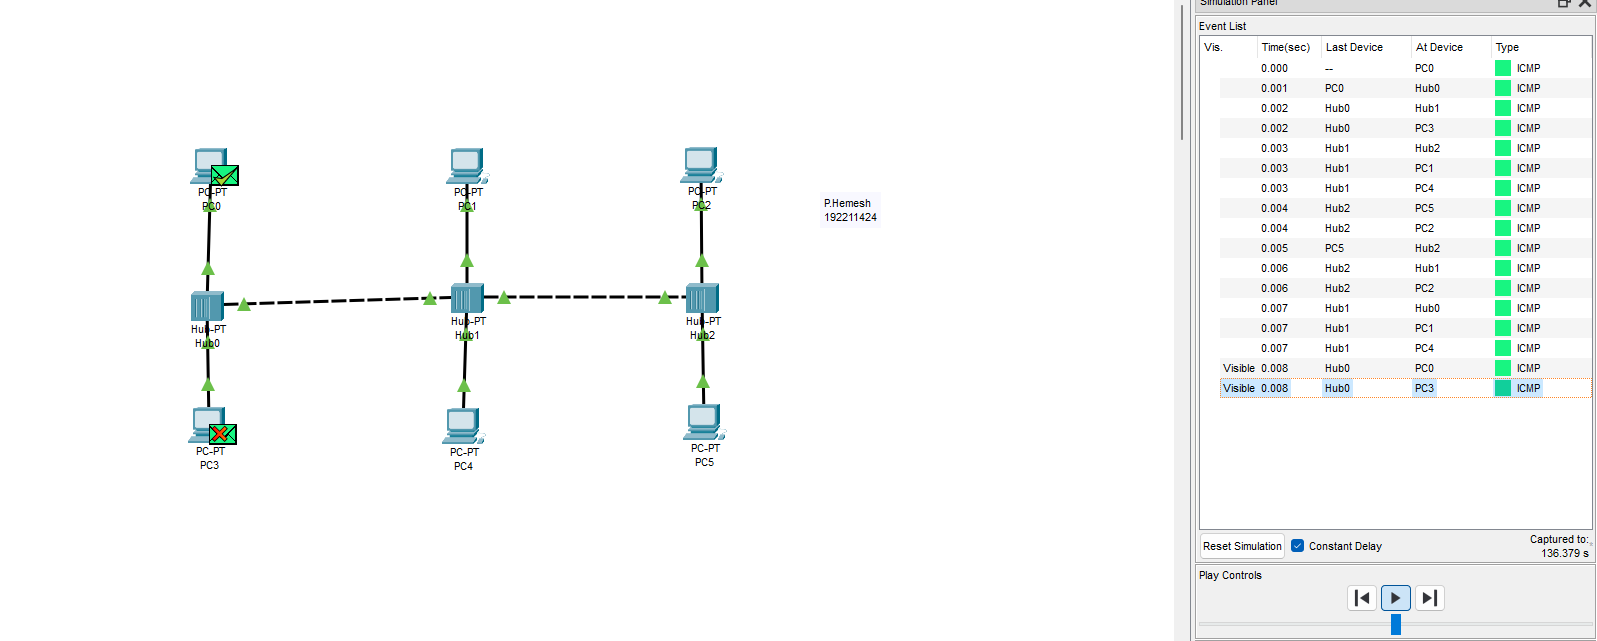 Simulation Panel
Event List
Vis. Time(sec) Last Device At Device Type
0.000 -- PC0 ICMP
0.001 PC0 Hub0 ICMP
0.002 Hub0 Hub1 ICMP
0.002 Hub0 PC3 ICMP
0.003 Hub1 Hub2 ICMP
0.003 Hub1 PC1 ICMP
0.003 Hub1 PC4 ICMP
0.004 Hub2 PC5 ICMP
0.004 Hub2 PC2 ICMP
0.005 PC5 Hub2 ICMP
0.006 Hub2 Hub1 ICMP
0.006 Hub2 PC2 ICMP
0.007 Hub1 Hub0 ICMP
0.007 Hub1 PC1 ICMP
0.007 Hub1 PC4 ICMP
Visible 0.008 Hub0 PC0 ICMP
Visible 0.008 Hub0 PC3 ICMP
Reset Simulation Constant Delay Captured to:
136.379 s
Play Controls
PC-PT
PC0
PC-PT
PC1
PC-PT
PC2
P.Hemesh
192211424
Hub-PT
Hub0
Hub-PT
Hub1
Hub-PT
Hub2
PC-PT
PC3
PC-PT
PC4
PC-PT
PC5